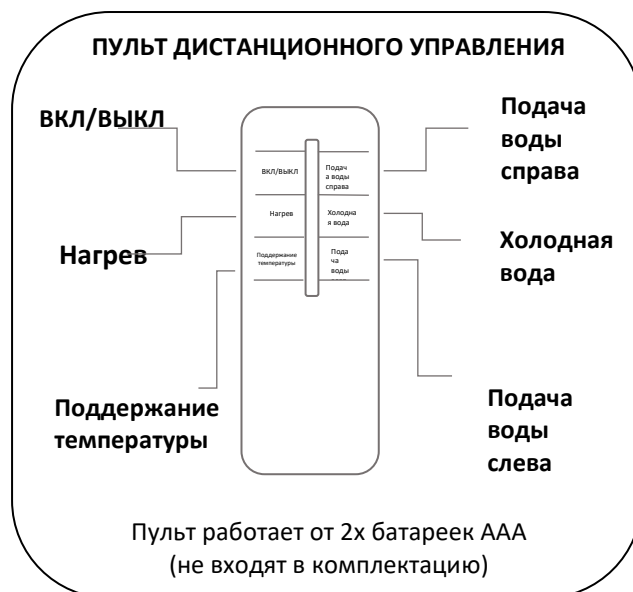 ПУЛЬТ ДИСТАНЦИОННОГО УПРАВЛЕНИЯ
ВКЛ/ВЫКЛ
Нагрев
Поддержание
температуры
ВКЛ/ВЫКЛ
Нагрев
Поддержание
температуры
Подач
а воды
справа
Холодна
я вода
Пода
ча
воды
Подача
воды
справа
Холодная
вода
Подача
воды
слева
Пульт работает от 2х батареек ААА
(не входят в комплектацию)